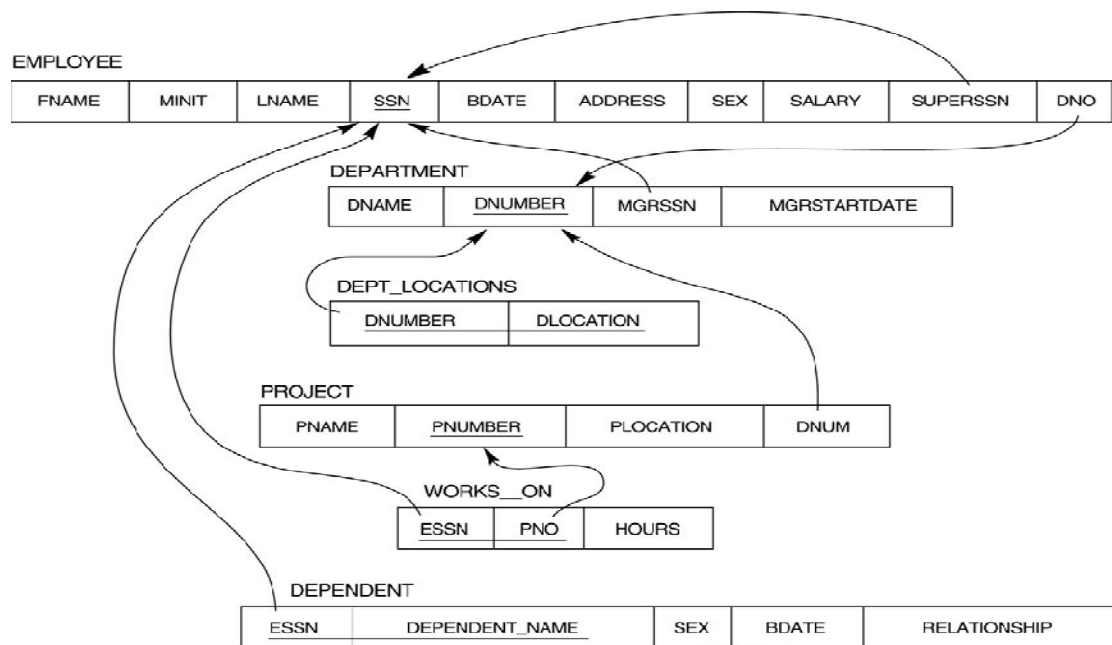 EMPLOYEE
FNAME MINIT LNAME SSN BDATE ADDRESS SEX SALARY SUPERSSN DNO
DEPARTMENT
DNAME DNUMBER MGRSSN MGRSTARTDATE
DEPT_LOCATIONS
DNUMBER DLOCATION
PROJECT
PNAME PNUMBER PLOCATION DNUM
WORKS__ON
ESSN PNO HOURS
DEPENDENT
ESSN DEPENDENT_NAME SEX BDATE RELATIONSHIP